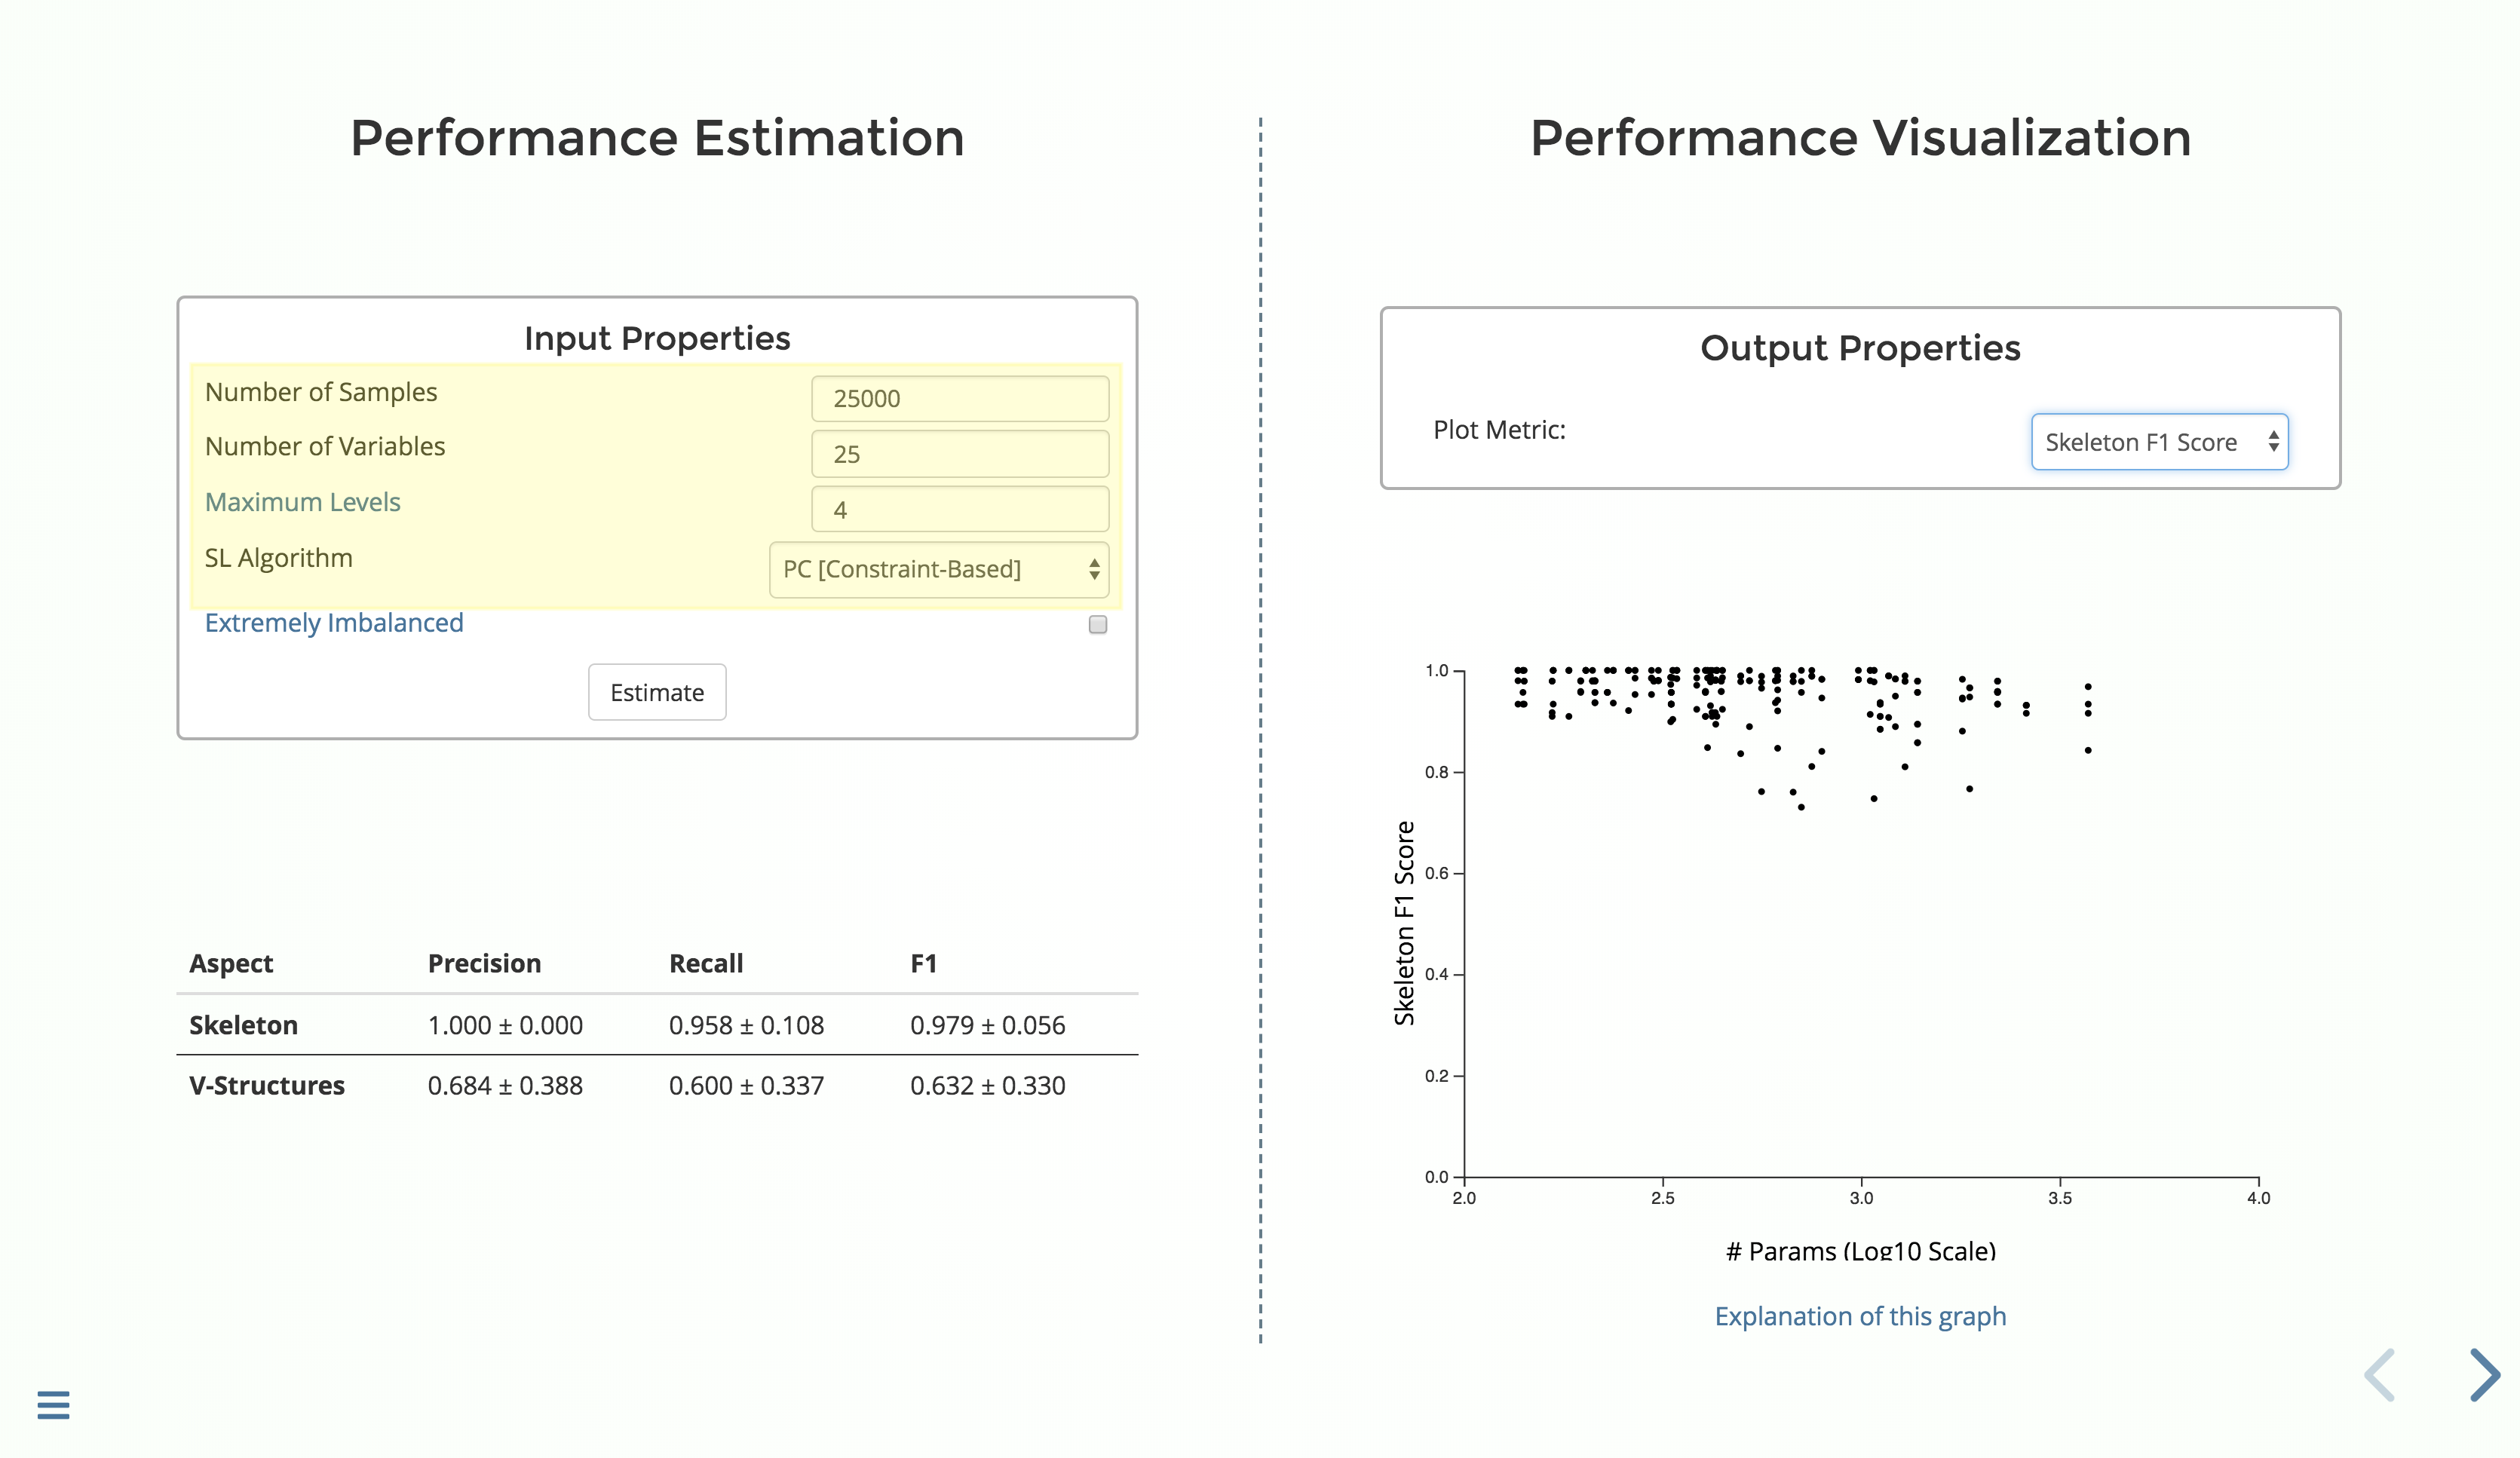 Performance Estimation
Input Properties
Number of Samples 25000
Number of Variables 25
Maximum Levels 4
SL Algorithm PC [Constraint-Based]
Extremely Imbalanced
Estimate
Aspect Precision Recall F1
Skeleton 1.000 ± 0.000 0.958 ± 0.108 0.979 ± 0.056
V-Structures 0.684 ± 0.388 0.600 ± 0.337 0.632 ± 0.330
Performance Visualization
Output Properties
Plot Metric: Skeleton F1 Score
Skeleton F1 Score
1.0
0.8
0.6
0.4
0.2
0.0
2.0 2.5 3.0 3.5 4.0
# Params (Log10 Scale)
Explanation of this graph